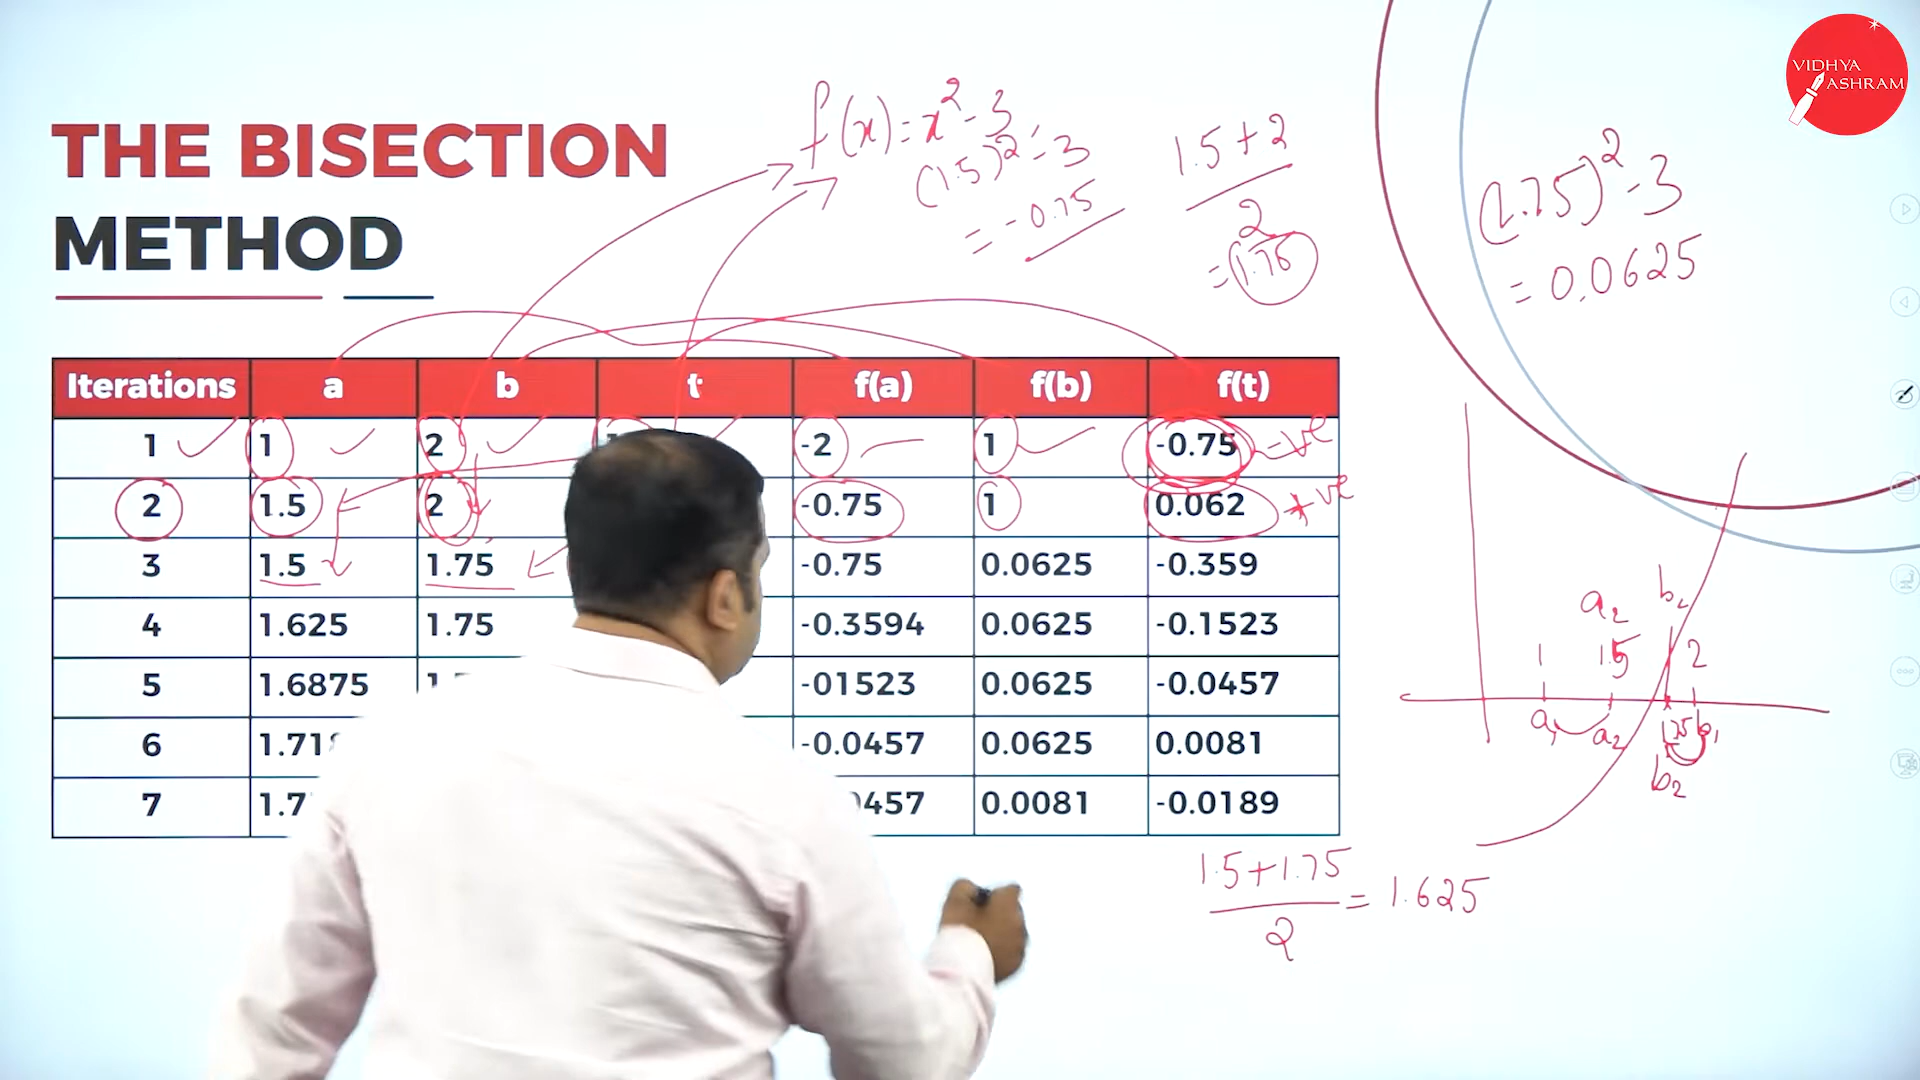 VIDHYA
ASHRAM
THE BISECTION
METHOD
f(x) = x² - 3
(1.5)² - 3
= -0.75
1.5 + 2
2
= 1.75
(1.75)² - 3
= 0.0625
Iterations a b t f(a) f(b) f(t)
1 1 2 -2 1 -0.75 = -ve
2 1.5 2 -0.75 1 0.062 +ve
3 1.5 1.75 -0.75 0.0625 -0.359
4 1.625 1.75 -0.3594 0.0625 -0.1523
5 1.6875 -01523 0.0625 -0.0457
6 -0.0457 0.0625 0.0081
7 0.0081 -0.0189
a₂ b₂
1 1.5 2
a₁ a₂ 1.75 b₁
b₂
1.5 + 1.75
2
= 1.625